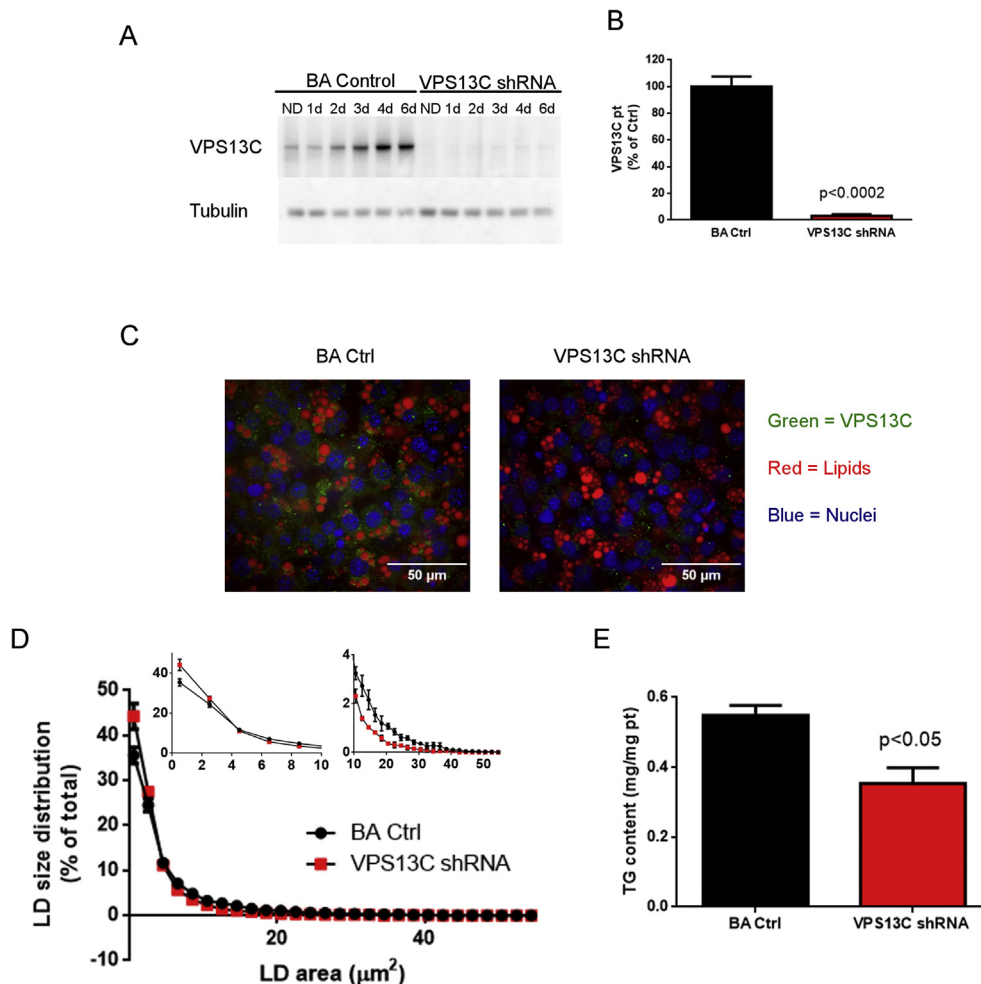 A
BA Control VPS13C shRNA
ND 1d 2d 3d 4d 6d ND 1d 2d 3d 4d 6d
VPS13C
Tubulin
B
VPS13C pt
(% of Ctrl)
120
100
80
60
40
20
0
p<0.0002
BA Ctrl VPS13C shRNA
C
BA Ctrl VPS13C shRNA
50 µm
50 µm
Green = VPS13C
Red = Lipids
Blue = Nuclei
D
LD size distribution
(% of total)
50
40
30
20
10
0
-10
20 40
LD area (µm²)
40
20
0
0 2 4 6 8 10
4
2
0
10 20 30 40 50
BA Ctrl
VPS13C shRNA
E
TG content (mg/mg pt)
0.6
0.4
0.2
0.0
p<0.05
BA Ctrl VPS13C shRNA